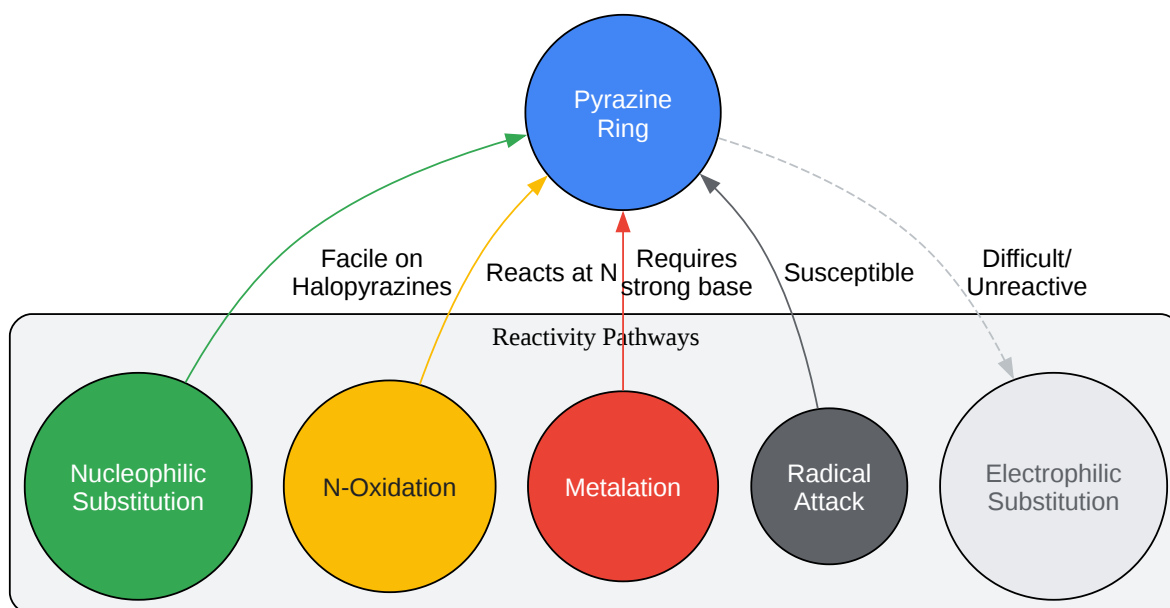 Pyrazine
Ring
Facile on
Halopyrazines
Reacts at N
Requires
strong base
Susceptible
Difficult/
Unreactive
Reactivity Pathways
Nucleophilic
Substitution
N-Oxidation
Metalation
Radical
Attack
Electrophilic
Substitution